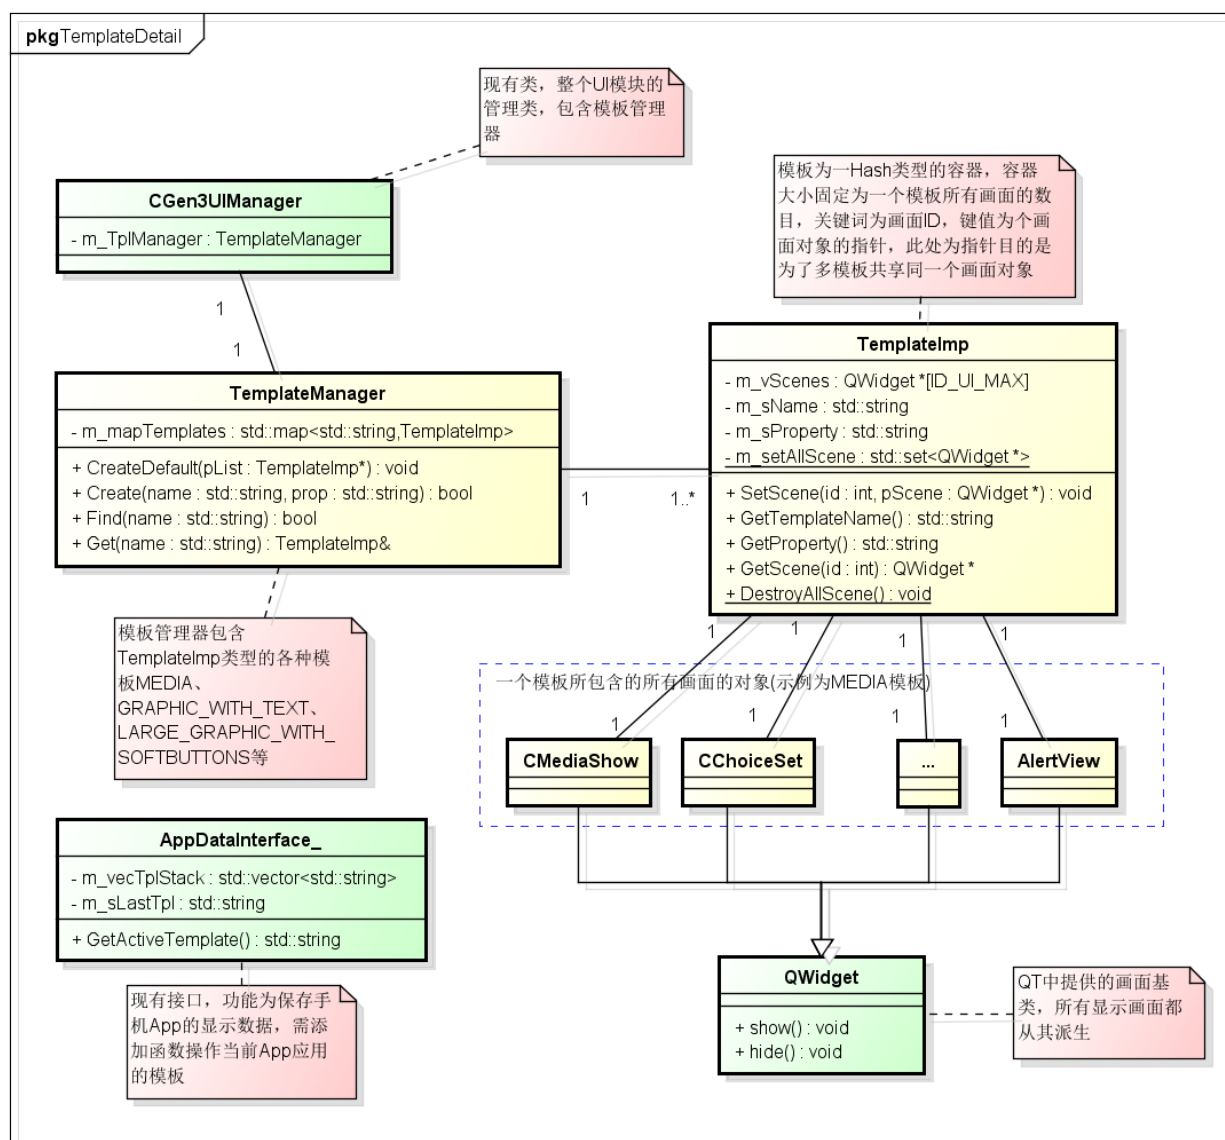 pkg TemplateDetail
现有类，整个UI模块的
管理类，包含模板管理
器
CGen3UIManager
- m_TplManager : TemplateManager
模板为一Hash类型的容器，容器
大小固定为一个模板所有画面的数
目，关键词为画面ID，键值为个画
面对象的指针，此处为指针目的是
为了多模板共享同一个画面对象
1
1
TemplateManager
- m_mapTemplates : std::map<std::string,TemplateImp>
+ CreateDefault(pList : TemplateImp*) : void
+ Create(name : std::string, prop : std::string) : bool
+ Find(name : std::string) : bool
+ Get(name : std::string) : TemplateImp&
1
1..*
TemplateImp
- m_vScenes : QWidget *[ID_UI_MAX]
- m_sName : std::string
- m_sProperty : std::string
- m_setAllScene : std::set<QWidget *>
+ SetScene(id : int, pScene : QWidget *) : void
+ GetTemplateName() : std::string
+ GetProperty() : std::string
+ GetScene(id : int) : QWidget *
+ DestroyAllScene() : void
模板管理器包含
TemplateImp类型的各种模
板MEDIA、
GRAPHIC_WITH_TEXT、
LARGE_GRAPHIC_WITH_
SOFTBUTTONS等
1
1
1
1
一个模板所包含的所有画面的对象(示例为MEDIA模板)
1
1
1
1
CMediaShow
CChoiceSet
...
AlertView
AppDataInterface_
- m_vecTplStack : std::vector<std::string>
- m_sLastTpl : std::string
+ GetActiveTemplate() : std::string
现有接口，功能为保存手
机App的显示数据，需添
加函数操作当前App应用
的模板
QWidget
+ show() : void
+ hide() : void
QT中提供的画面基
类，所有显示画面都
从其派生